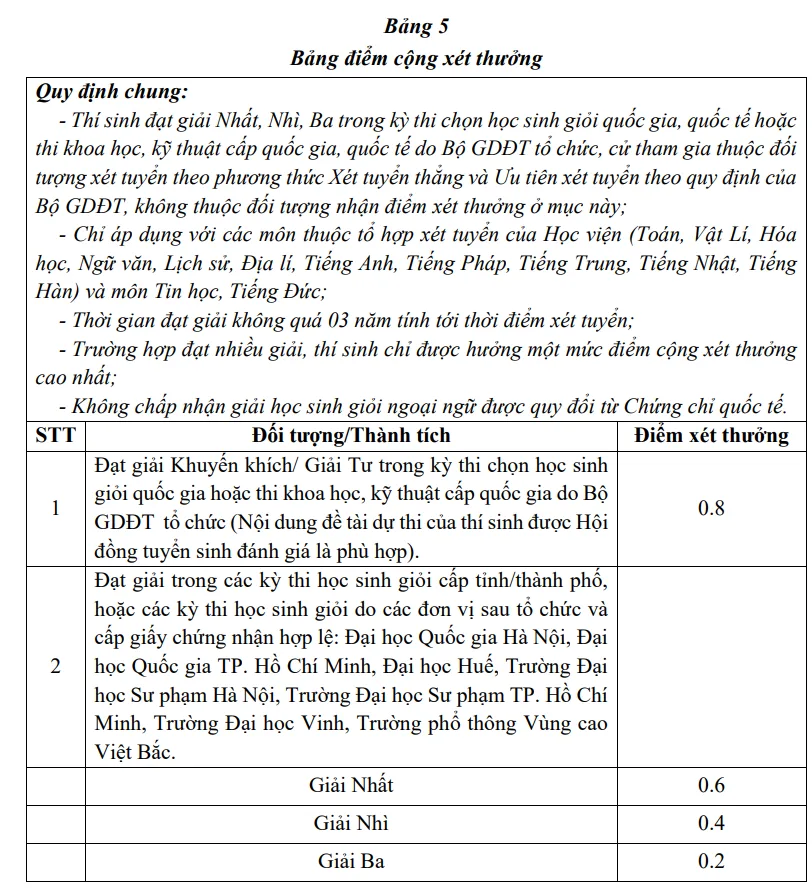 Bảng 5
Bảng điểm cộng xét thưởng
Quy định chung:
- Thí sinh đạt giải Nhất, Nhì, Ba trong kỳ thi chọn học sinh giỏi quốc gia, quốc tế hoặc
thi khoa học, kỹ thuật cấp quốc gia, quốc tế do Bộ GDĐT tổ chức, cử tham gia thuộc đối
tượng xét tuyển theo phương thức Xét tuyển thẳng và Ưu tiên xét tuyển theo quy định của
Bộ GDĐT, không thuộc đối tượng nhận điểm xét thưởng ở mục này;
- Chỉ áp dụng với các môn thuộc tổ hợp xét tuyển của Học viện (Toán, Vật Lí, Hóa
học, Ngữ văn, Lịch sử, Địa lí, Tiếng Anh, Tiếng Pháp, Tiếng Trung, Tiếng Nhật, Tiếng
Hàn) và môn Tin học, Tiếng Đức;
- Thời gian đạt giải không quá 03 năm tính tới thời điểm xét tuyển;
- Trường hợp đạt nhiều giải, thí sinh chỉ được hưởng một mức điểm cộng xét thưởng
cao nhất;
- Không chấp nhận giải học sinh giỏi ngoại ngữ được quy đổi từ Chứng chỉ quốc tế.
STT Đối tượng/Thành tích Điểm xét thưởng
Đạt giải Khuyến khích/ Giải Tư trong kỳ thi chọn học sinh
giỏi quốc gia hoặc thi khoa học, kỹ thuật cấp quốc gia do Bộ
1 GDĐT tổ chức (Nội dung đề tài dự thi của thí sinh được Hội 0.8
đồng tuyển sinh đánh giá là phù hợp).
Đạt giải trong các kỳ thi học sinh giỏi cấp tỉnh/thành phố,
hoặc các kỳ thi học sinh giỏi do các đơn vị sau tổ chức và
cấp giấy chứng nhận hợp lệ: Đại học Quốc gia Hà Nội, Đại
2 học Quốc gia TP. Hồ Chí Minh, Đại học Huế, Trường Đại
học Sư phạm Hà Nội, Trường Đại học Sư phạm TP. Hồ Chí
Minh, Trường Đại học Vinh, Trường phổ thông Vùng cao
Việt Bắc.
Giải Nhất 0.6
Giải Nhì 0.4
Giải Ba 0.2